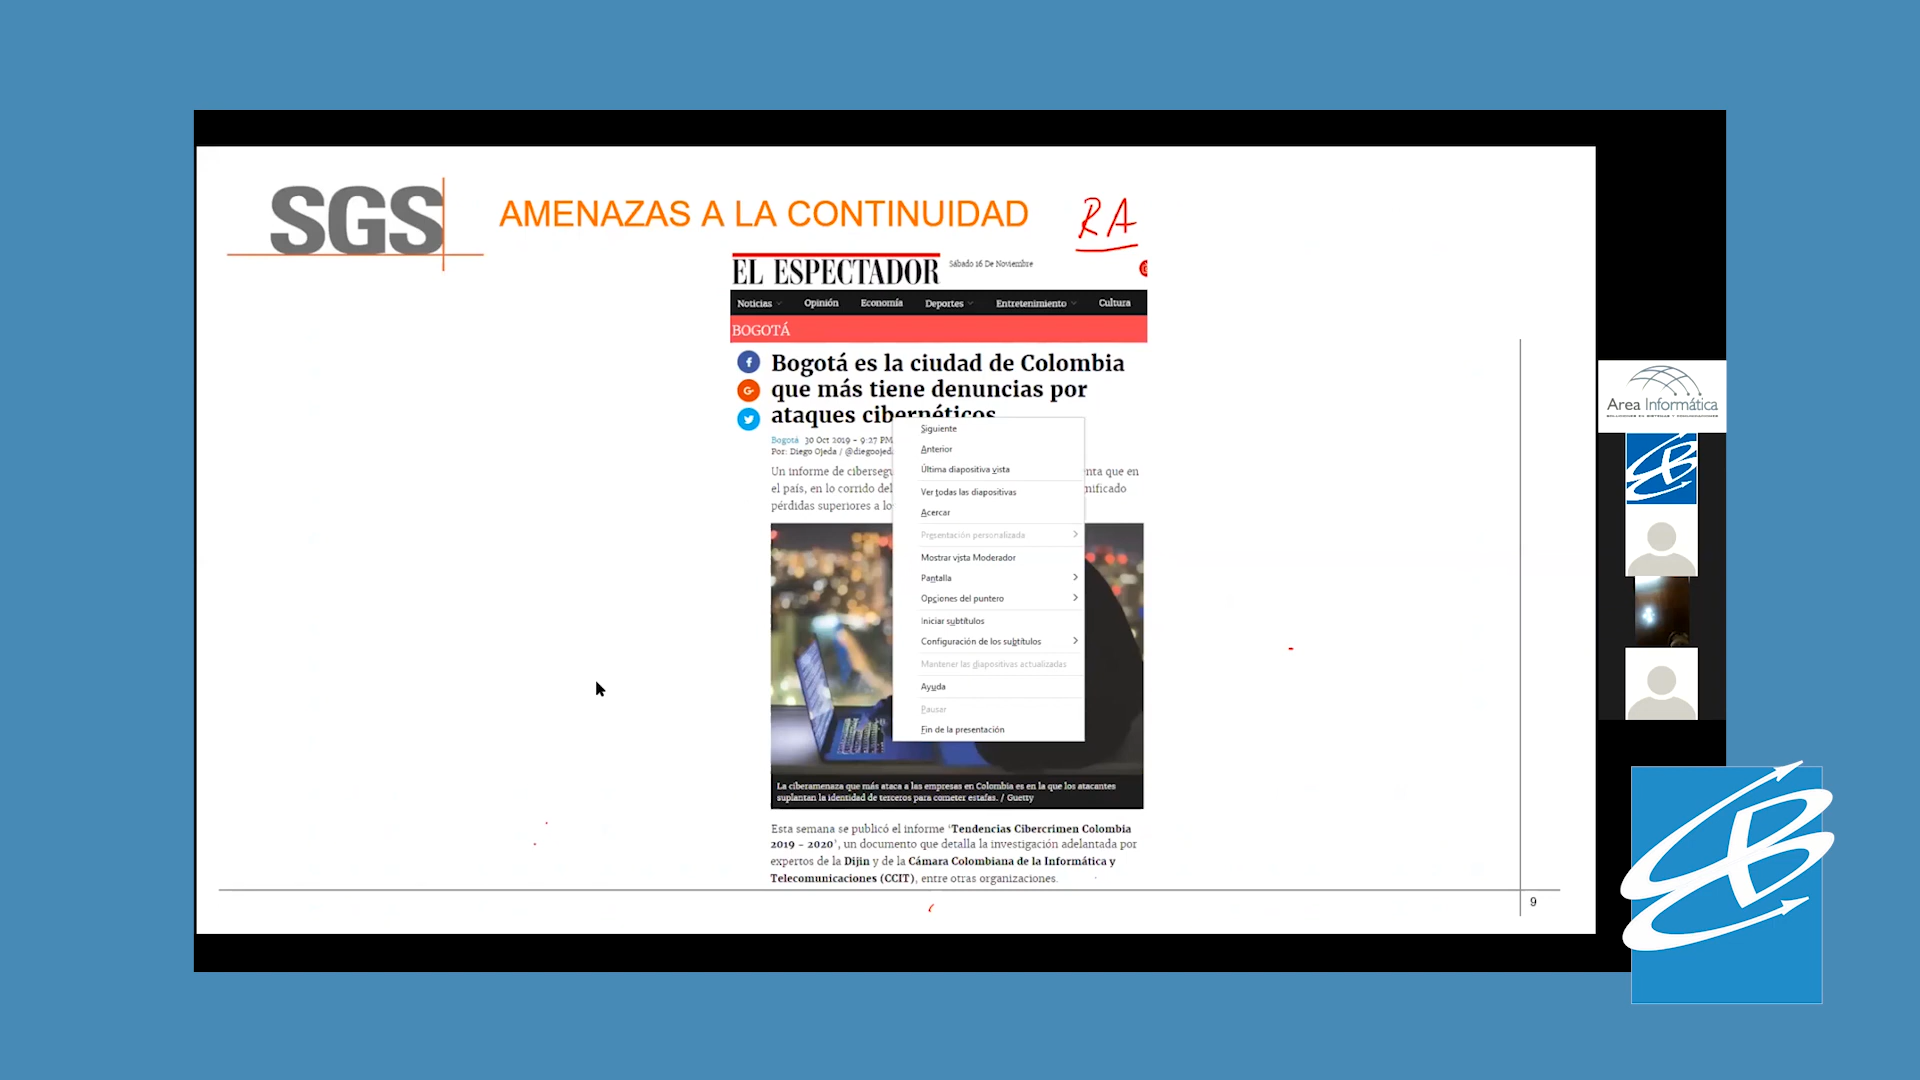 SGS
AMENAZAS A LA CONTINUIDAD
RA
EL ESPECTADOR
Sábado 16 De Noviembre
Noticias Opinión Economía Deportes Entretenimiento Cultura
BOGOTÁ
Bogotá es la ciudad de Colombia
que más tiene denuncias por
ataques cibernéticos
Bogotá 30 Oct 2019 - 9:27 PM
Por: Diego Ojeda / @diegoojed
Un informe de cibersegu
nta que en
el país, en lo corrido del
nificado
pérdidas superiores a lo
Siguiente
Anterior
Última diapositiva vista
Ver todas las diapositivas
Acercar
Presentación personalizada
Mostrar vista Moderador
Pantalla
Opciones del puntero
Iniciar subtítulos
Configuración de los subtítulos
Mantener las diapositivas actualizadas
Ayuda
Pausar
Fin de la presentación
La ciberamenaza que más ataca a las empresas en Colombia es en la que los atacantes
suplantan la identidad de terceros para cometer estafas. / Guetty
Esta semana se publicó el informe 'Tendencias Cibercrimen Colombia
2019 - 2020', un documento que detalla la investigación adelantada por
expertos de la Dijin y de la Cámara Colombiana de la Informática y
Telecomunicaciones (CCIT), entre otras organizaciones.
9
Area Informática